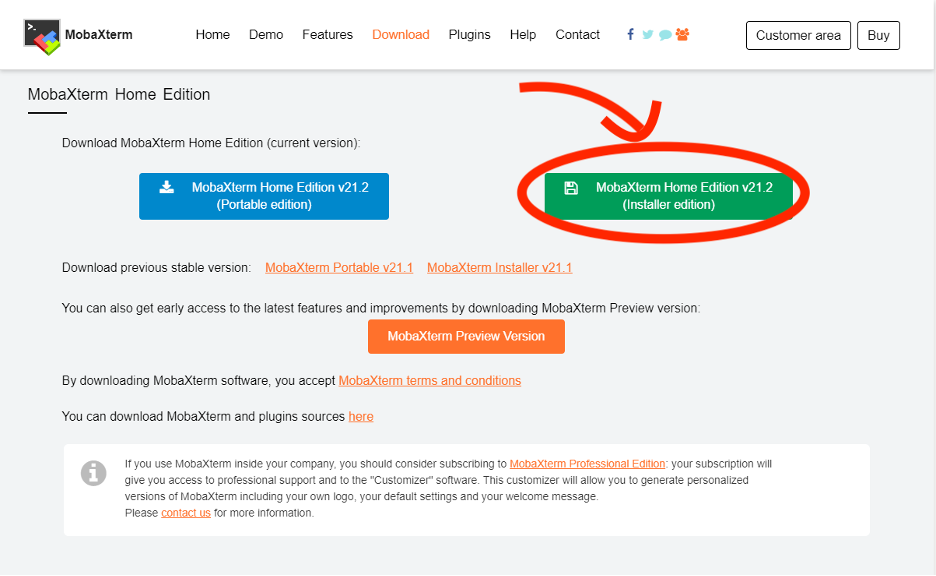 >_ MobaXterm Home Demo Features Download Plugins Help Contact Customer area Buy
MobaXterm Home Edition
Download MobaXterm Home Edition (current version):
MobaXterm Home Edition v21.2
(Portable edition)
MobaXterm Home Edition v21.2
(Installer edition)
Download previous stable version: MobaXterm Portable v21.1 MobaXterm Installer v21.1
You can also get early access to the latest features and improvements by downloading MobaXterm Preview version:
MobaXterm Preview Version
By downloading MobaXterm software, you accept MobaXterm terms and conditions
You can download MobaXterm and plugins sources here
If you use MobaXterm inside your company, you should consider subscribing to MobaXterm Professional Edition: your subscription will
give you access to professional support and to the "Customizer" software. This customizer will allow you to generate personalized
versions of MobaXterm including your own logo, your default settings and your welcome message.
Please contact us for more information.